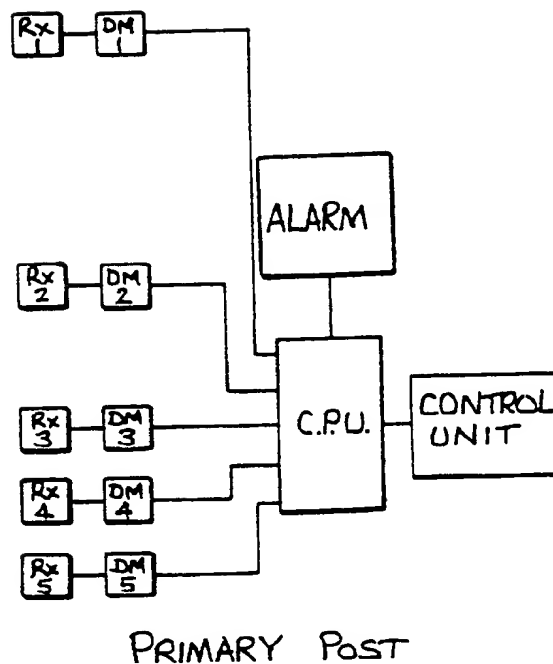 Rx
1
DM
1
ALARM
Rx
2
DM
2
Rx
3
DM
3
C.P.U.
CONTROL
UNIT
Rx
4
DM
4
Rx
5
DM
5
PRIMARY POST